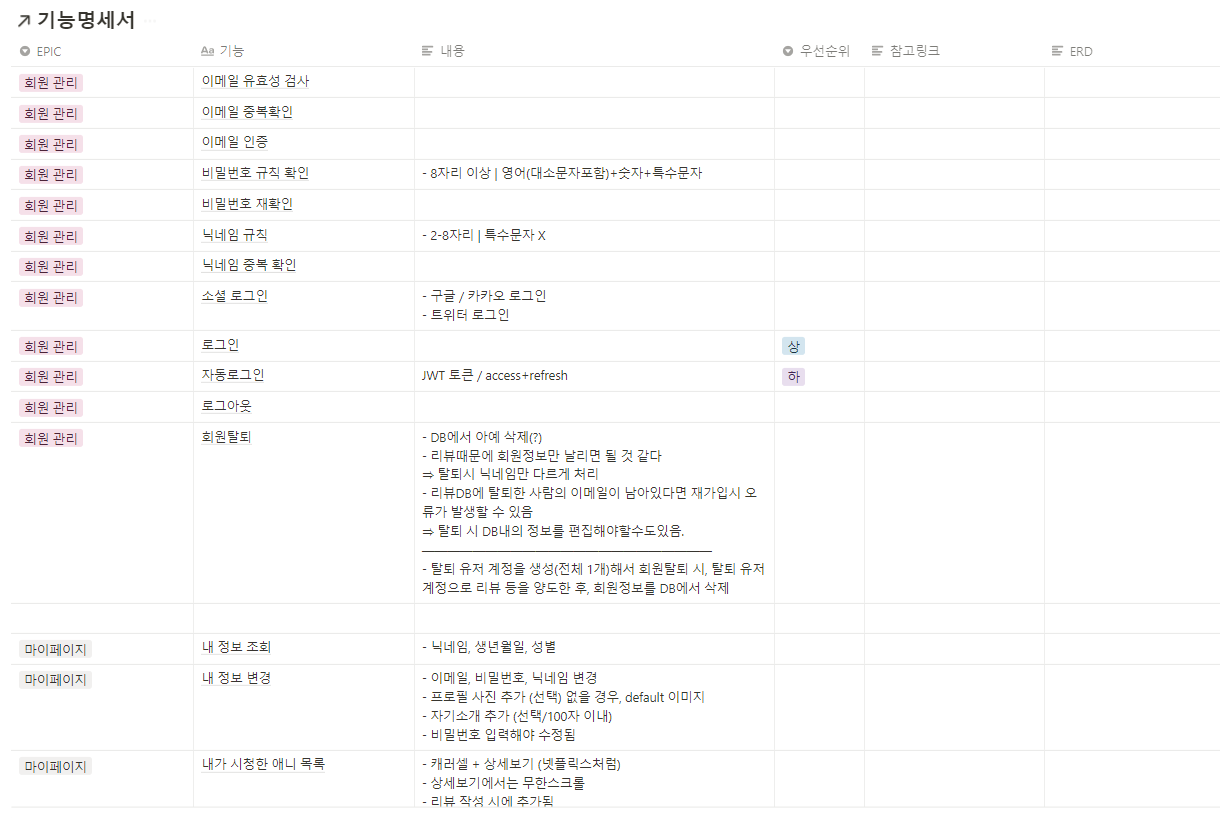 기능명세서
EPIC 기능 내용 우선순위 참고링크 ERD
회원 관리 이메일 유효성 검사
회원 관리 이메일 중복확인
회원 관리 이메일 인증
회원 관리 비밀번호 규칙 확인 - 8자리 이상 | 영어(대소문자포함)+숫자+특수문자
회원 관리 비밀번호 재확인
회원 관리 닉네임 규칙 - 2-8자리 | 특수문자 X
회원 관리 닉네임 중복 확인
회원 관리 소셜 로그인 - 구글 / 카카오 로그인
- 트위터 로그인
회원 관리 로그인 상
회원 관리 자동로그인 JWT 토큰 / access+refresh 하
회원 관리 로그아웃
회원 관리 회원탈퇴 - DB에서 아예 삭제(?)
- 리뷰때문에 회원정보만 날리면 될 것 같다
⇒ 탈퇴시 닉네임만 다르게 처리
- 리뷰DB에 탈퇴한 사람의 이메일이 남아있다면 재가입시 오
류가 발생할 수 있음
⇒ 탈퇴 시 DB내의 정보를 편집해야할수도있음.
- 탈퇴 유저 계정을 생성(전체 1개)해서 회원탈퇴 시, 탈퇴 유저
계정으로 리뷰 등을 양도한 후, 회원정보를 DB에서 삭제
마이페이지 내 정보 조회 - 닉네임, 생년월일, 성별
마이페이지 내 정보 변경 - 이메일, 비밀번호, 닉네임 변경
- 프로필 사진 추가 (선택) 없을 경우, default 이미지
- 자기소개 추가 (선택/100자 이내)
- 비밀번호 입력해야 수정됨
마이페이지 내가 시청한 애니 목록 - 캐러셀 + 상세보기 (넷플릭스처럼)
- 상세보기에서는 무한스크롤
- 리뷰 작성 시에 추가됨